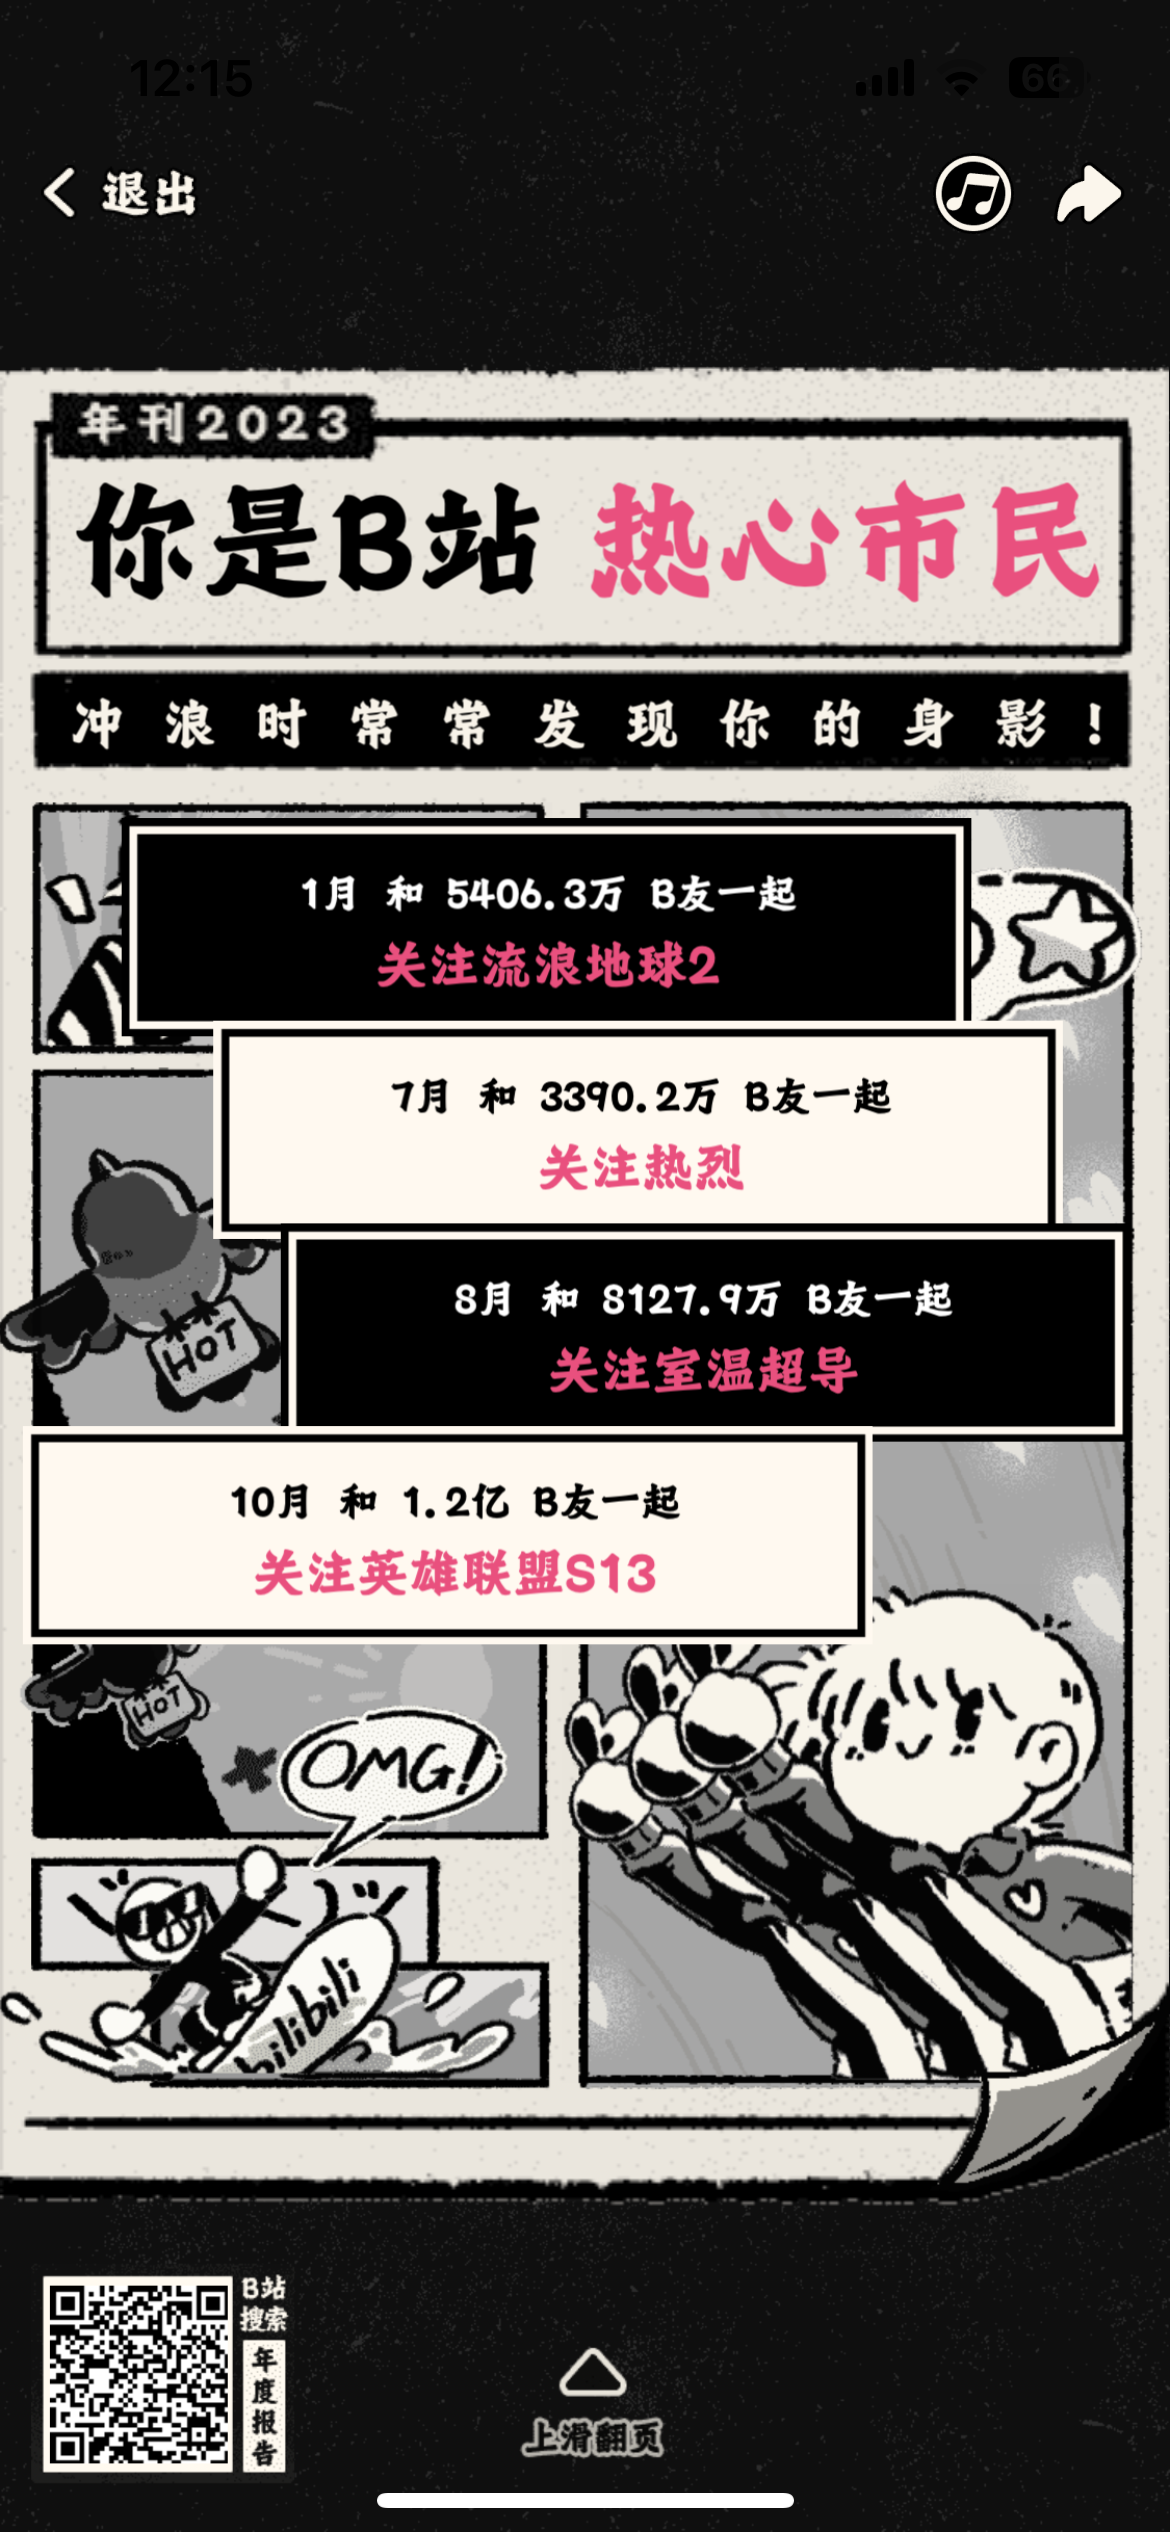 12:15
66
退出
年刊2023
你是B站 热心市民
冲浪时常常发现你的身影!
1月 和 5406.3万 B友一起
关注流浪地球2
7月 和 3390.2万 B友一起
关注热烈
8月 和 8127.9万 B友一起
关注室温超导
HOT
10月 和 1.2亿 B友一起
关注英雄联盟S13
HOT
OMG!
bilibili
B站
搜索
年度报告
上滑翻页